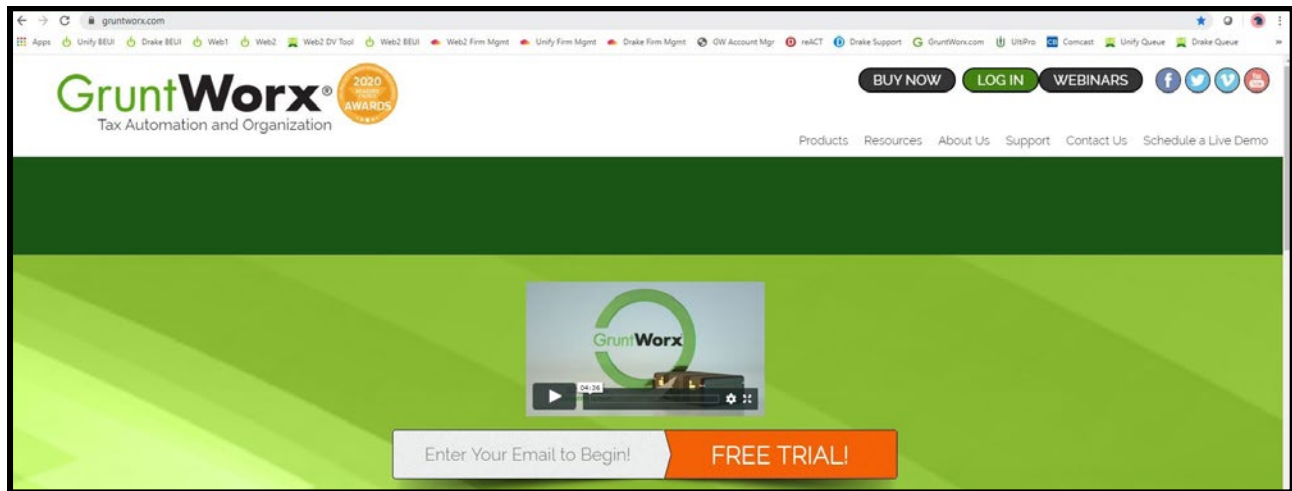 gruntworx.com
Apps Unify BEUI Drake BEUI Web1 Web2 Web2 DV Tool Web2 BEUI Web2 Firm Mgmt Unify Firm Mgmt Drake Firm Mgmt GW Account Mgr reACT Drake Support GruntWorx.com UltiPro CB Comcast Unify Queue Drake Queue »
GruntWorx® 2020 AWARDS BUY NOW LOG IN WEBINARS
Tax Automation and Organization
Products Resources About Us Support Contact Us Schedule a Live Demo
GruntWorx
04:36
Enter Your Email to Begin! FREE TRIAL!